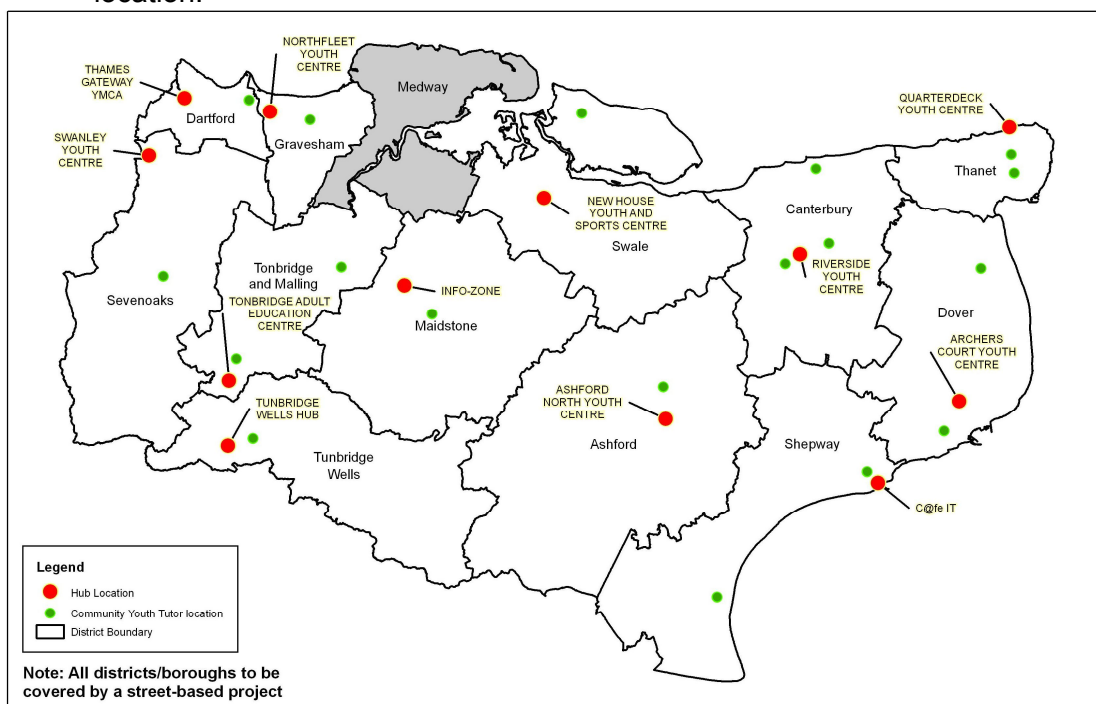 location.
NORTHFLEET
YOUTH
CENTRE
THAMES
GATEWAY
YMCA
Medway
QUARTERDECK
YOUTH CENTRE
Dartford
Gravesham
SWANLEY
YOUTH
CENTRE
Thanet
NEW HOUSE
YOUTH AND
SPORTS CENTRE
Swale
Canterbury
RIVERSIDE
YOUTH
CENTRE
Sevenoaks
Tonbridge
and Malling
TONBRIDGE ADULT
EDUCATION
CENTRE
INFO-ZONE
Maidstone
Dover
ARCHERS
COURT YOUTH
CENTRE
TUNBRIDGE
WELLS HUB
ASHFORD
NORTH YOUTH
CENTRE
Ashford
Shepway
Tunbridge
Wells
C@fe IT
Legend
Hub Location
Community Youth Tutor location
District Boundary
Note: All districts/boroughs to be
covered by a street-based project